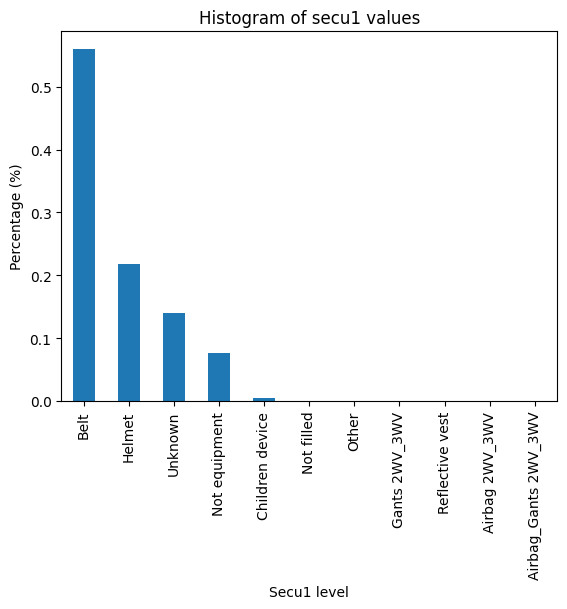 Histogram of secu1 values
Percentage (%)
0.5
0.4
0.3
0.2
0.1
0.0
Belt
Helmet
Unknown
Not equipment
Children device
Not filled
Other
Gants 2WV_3WV
Reflective vest
Airbag 2WV_3WV
Airbag_Gants 2WV_3WV
Secu1 level